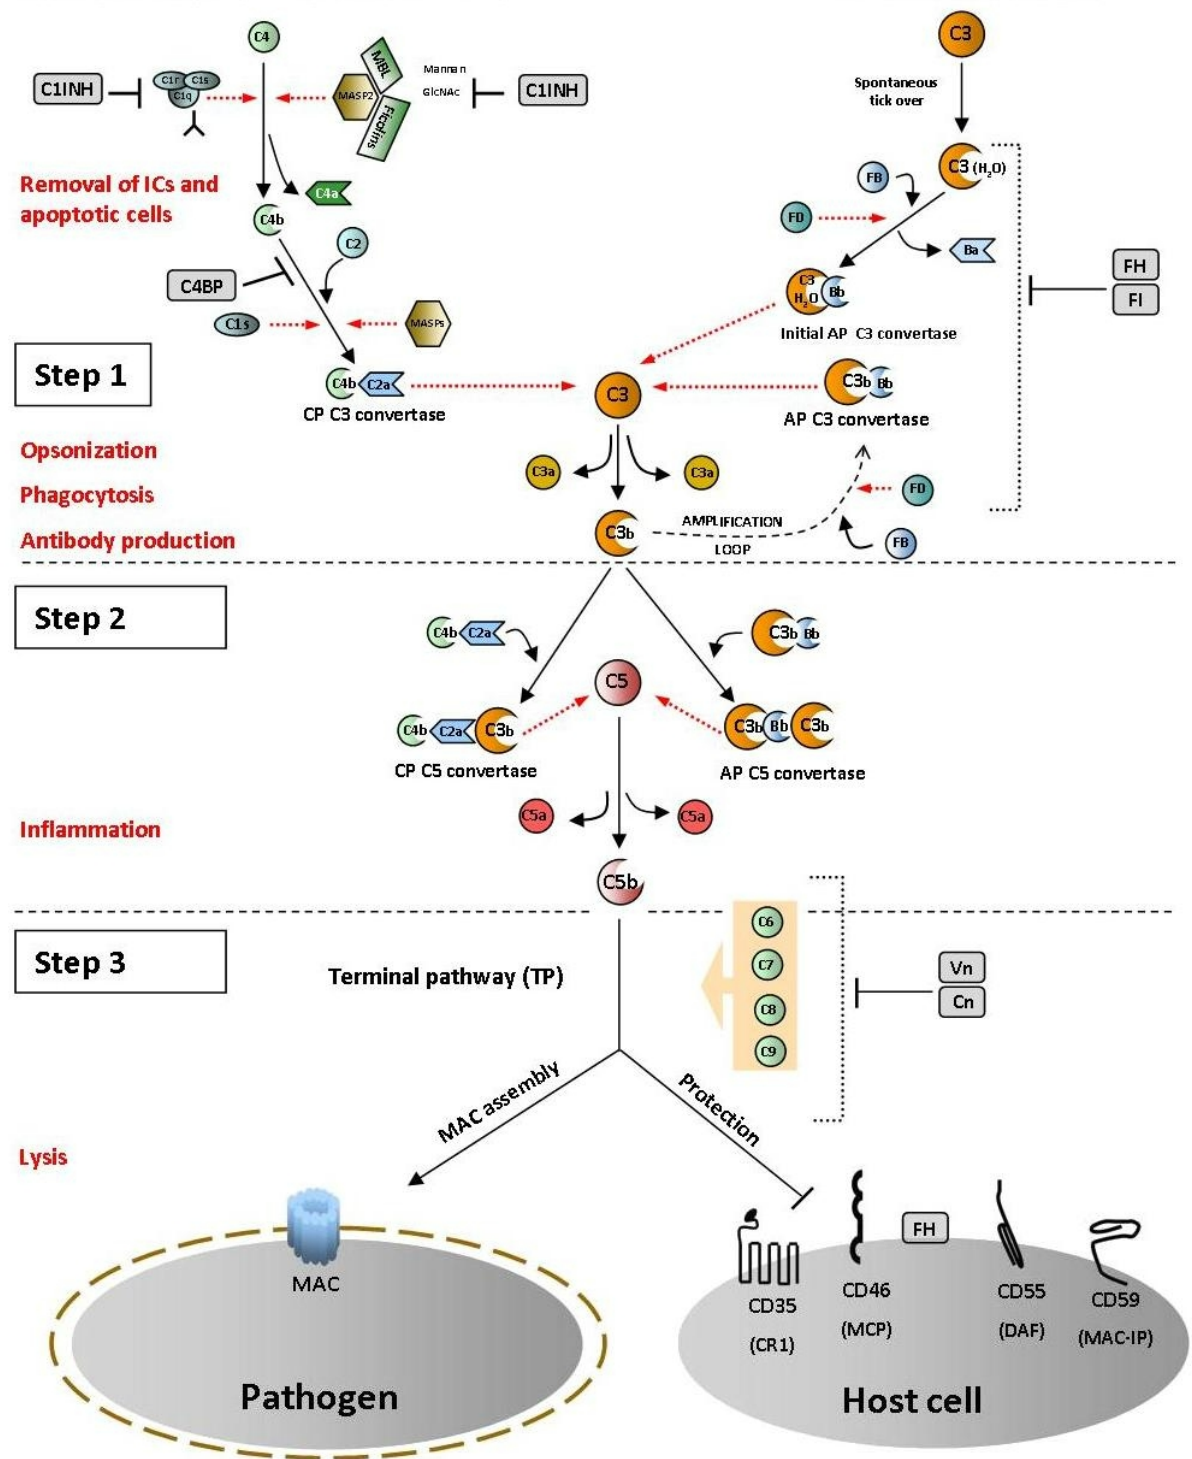 C4
C3
C1INH
C1r
C1s
C1q
MASP2
MBL
Ficolins
Mannan
GlcNAc
C1INH
Spontaneous
tick over
C3 (H2O)
Removal of ICs and
apoptotic cells
C4a
C4b
C2
FB
FD
Ba
C4BP
C1s
MASPs
C3
H2O
Bb
Initial AP C3 convertase
FH
FI
Step 1
C4b
C2a
CP C3 convertase
C3
C3b
Bb
AP C3 convertase
Opsonization
Phagocytosis
Antibody production
C3a
C3a
FD
C3b
AMPLIFICATION
LOOP
FB
Step 2
C4b
C2a
C3b
Bb
C5
C4b
C2a
C3b
CP C5 convertase
C3b
Bb
C3b
AP C5 convertase
Inflammation
C5a
C5a
C5b
Step 3
Terminal pathway (TP)
C6
C7
C8
C9
Vn
Cn
MAC assembly
Protection
Lysis
MAC
Pathogen
CD35
(CR1)
CD46
(MCP)
FH
CD55
(DAF)
CD59
(MAC-IP)
Host cell